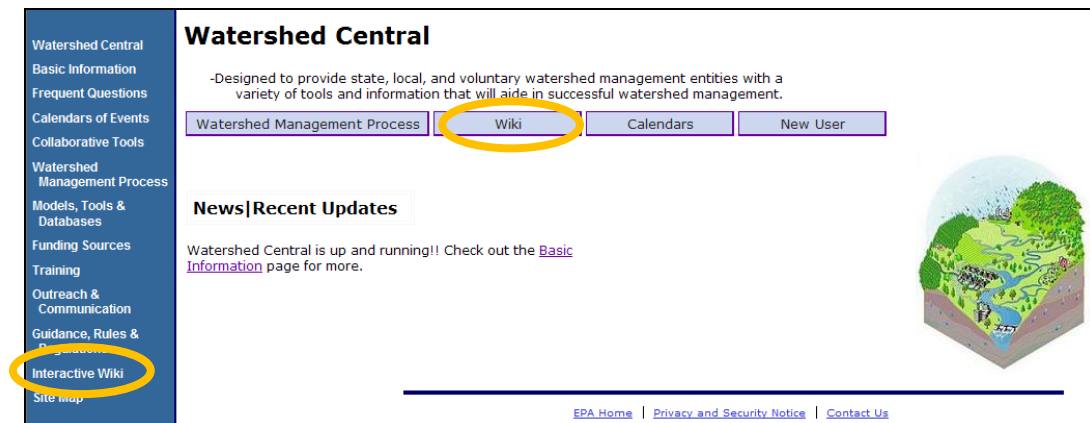 Watershed Central
Basic Information
Frequent Questions
Calendars of Events
Collaborative Tools
Watershed
Management Process
Models, Tools &
Databases
Funding Sources
Training
Outreach &
Communication
Guidance, Rules &
Regulations
Interactive Wiki
Site Map
Watershed Central
-Designed to provide state, local, and voluntary watershed management entities with a
variety of tools and information that will aide in successful watershed management.
Watershed Management Process
Wiki
Calendars
New User
News|Recent Updates
Watershed Central is up and running!! Check out the Basic
Information page for more.
EPA Home | Privacy and Security Notice | Contact Us